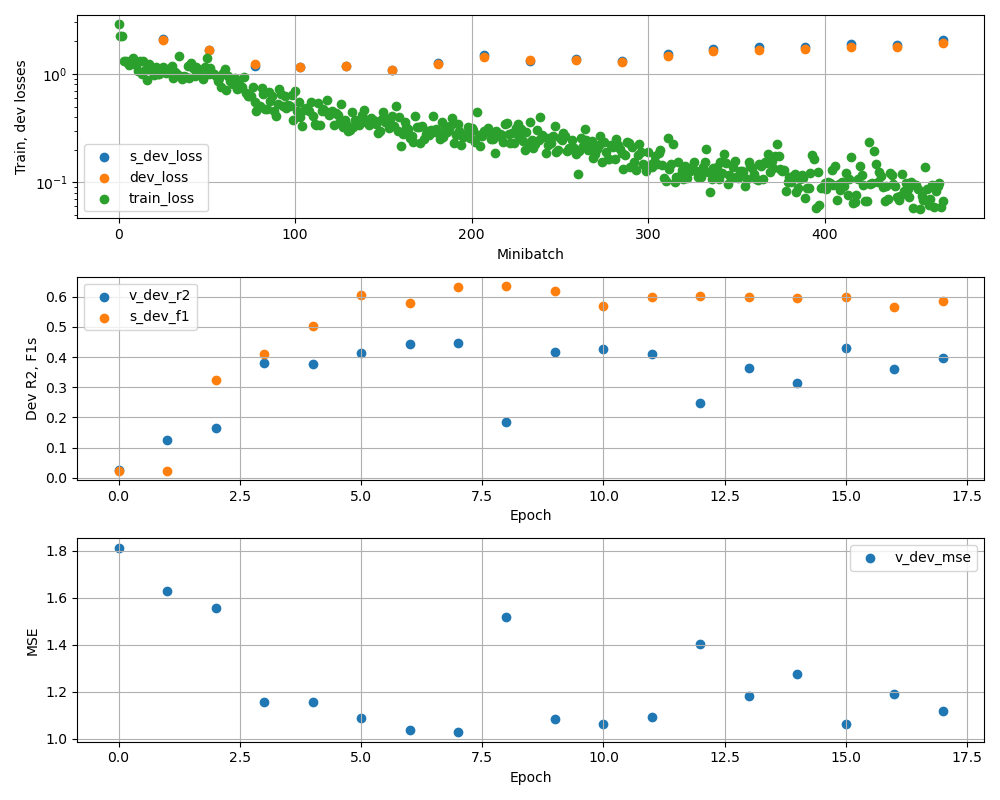 Train, dev losses
10⁰
10⁻¹
s_dev_loss
dev_loss
train_loss
0 100 200 300 400
Minibatch
Dev R2, F1s
0.6
0.5
0.4
0.3
0.2
0.1
0.0
v_dev_r2
s_dev_f1
0.0 2.5 5.0 7.5 10.0 12.5 15.0 17.5
Epoch
MSE
1.8
1.6
1.4
1.2
1.0
v_dev_mse
0.0 2.5 5.0 7.5 10.0 12.5 15.0 17.5
Epoch